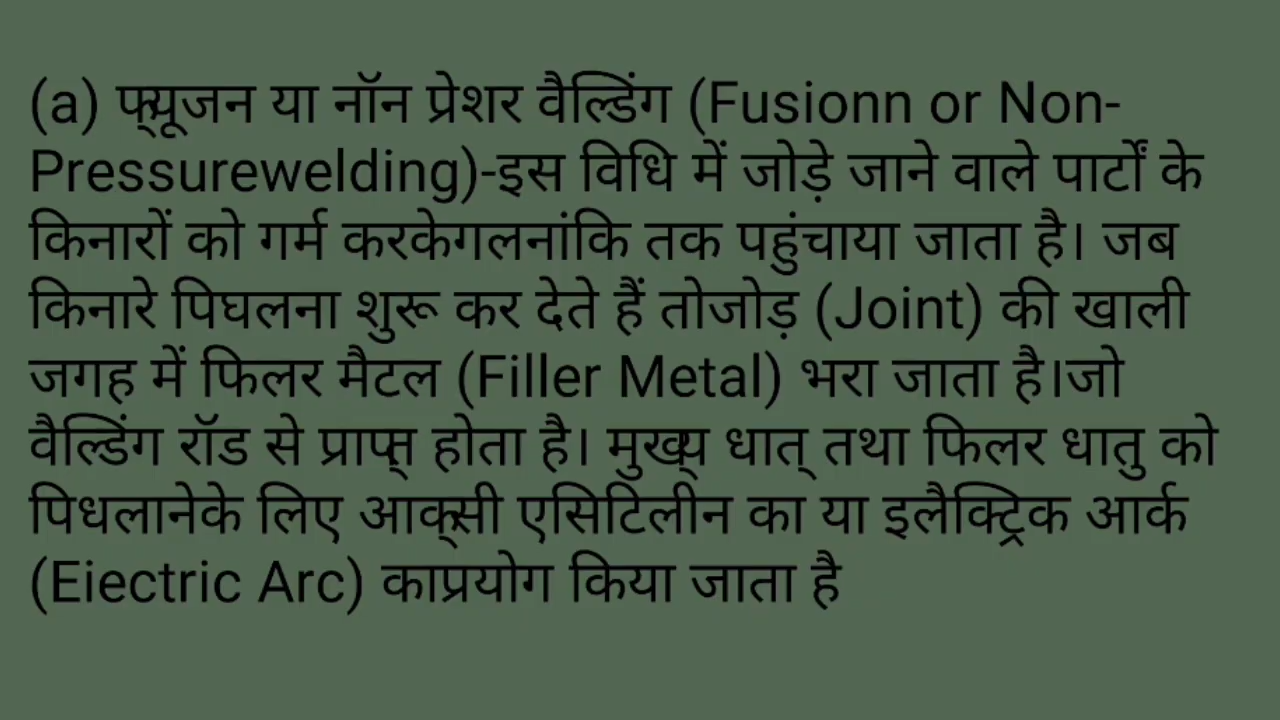 (a) फ्यूजन या नॉन प्रेशर वैल्डिंग (Fusionn or Non-
Pressurewelding)-इस विधि में जोड़े जाने वाले पार्टों के
किनारों को गर्म करकेगलनांकि तक पहुंचाया जाता है। जब
किनारे पिघलना शुरू कर देते हैं तोजोड़ (Joint) की खाली
जगह में फिलर मैटल (Filler Metal) भरा जाता है।जो
वैल्डिंग रॉड से प्राप्त होता है। मुख्य धात् तथा फिलर धातु को
पिधलानेके लिए आक्सी एसिटिलीन का या इलैक्ट्रिक आर्क
(Eiectric Arc) काप्रयोग किया जाता है